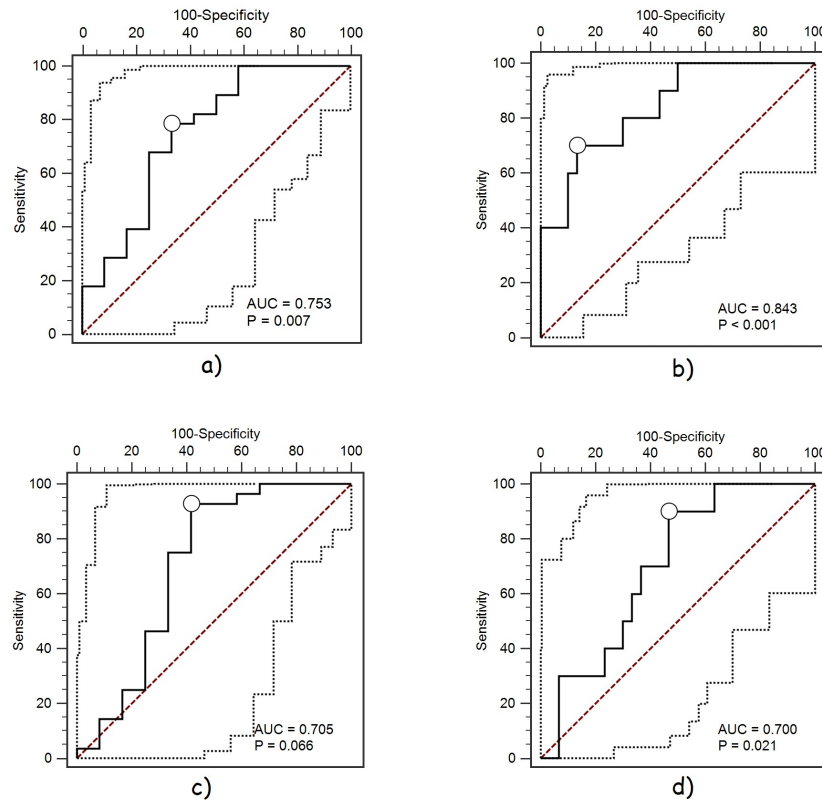 100-Specificity
0 20 40 60 80 100
100
80
60
40
20
0
Sensitivity
AUC = 0.753
P = 0.007
a)
100-Specificity
0 20 40 60 80 100
100
80
60
40
20
0
Sensitivity
AUC = 0.843
P < 0.001
b)
100-Specificity
0 20 40 60 80 100
100
80
60
40
20
0
Sensitivity
AUC = 0.705
P = 0.066
c)
100-Specificity
0 20 40 60 80 100
100
80
60
40
20
0
Sensitivity
AUC = 0.700
P = 0.021
d)